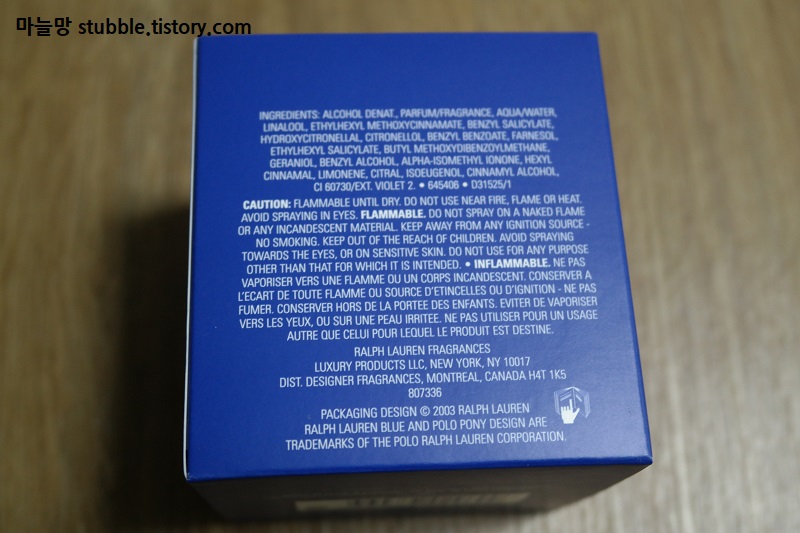 마늘망 stubble.tistory.com
INGREDIENTS: ALCOHOL DENAT., PARFUM/FRAGRANCE, AQUA/WATER,
LINALOOL, ETHYLHEXYL METHOXYCINNAMATE, BENZYL SALICYLATE,
HYDROXYCITRONELLAL, CITRONELLOL, BENZYL BENZOATE, FARNESOL,
ETHYLHEXYL SALICYLATE, BUTYL METHOXYDIBENZOYLMETHANE,
GERANIOL, BENZYL ALCOHOL, ALPHA-ISOMETHYL IONONE, HEXYL
CINNAMAL, LIMONENE, CITRAL, ISOEUGENOL, CINNAMYL ALCOHOL,
CI 60730/EXT. VIOLET 2. • 645406 • D31525/1
CAUTION: FLAMMABLE UNTIL DRY. DO NOT USE NEAR FIRE, FLAME OR HEAT.
AVOID SPRAYING IN EYES. FLAMMABLE. DO NOT SPRAY ON A NAKED FLAME
OR ANY INCANDESCENT MATERIAL. KEEP AWAY FROM ANY IGNITION SOURCE -
NO SMOKING. KEEP OUT OF THE REACH OF CHILDREN. AVOID SPRAYING
TOWARDS THE EYES, OR ON SENSITIVE SKIN. DO NOT USE FOR ANY PURPOSE
OTHER THAN THAT FOR WHICH IT IS INTENDED. • INFLAMMABLE. NE PAS
VAPORISER VERS UNE FLAMME OU UN CORPS INCANDESCENT. CONSERVER A
L'ECART DE TOUTE FLAMME OU SOURCE D'ETINCELLES OU D'IGNITION - NE PAS
FUMER. CONSERVER HORS DE LA PORTEE DES ENFANTS. EVITER DE VAPORISER
VERS LES YEUX, OU SUR UNE PEAU IRRITEE. NE PAS UTILISER POUR UN USAGE
AUTRE QUE CELUI POUR LEQUEL LE PRODUIT EST DESTINE.
RALPH LAUREN FRAGRANCES
LUXURY PRODUCTS LLC, NEW YORK, NY 10017
DIST. DESIGNER FRAGRANCES, MONTREAL, CANADA H4T 1K5
807336
PACKAGING DESIGN © 2003 RALPH LAUREN
RALPH LAUREN BLUE AND POLO PONY DESIGN ARE
TRADEMARKS OF THE POLO RALPH LAUREN CORPORATION.